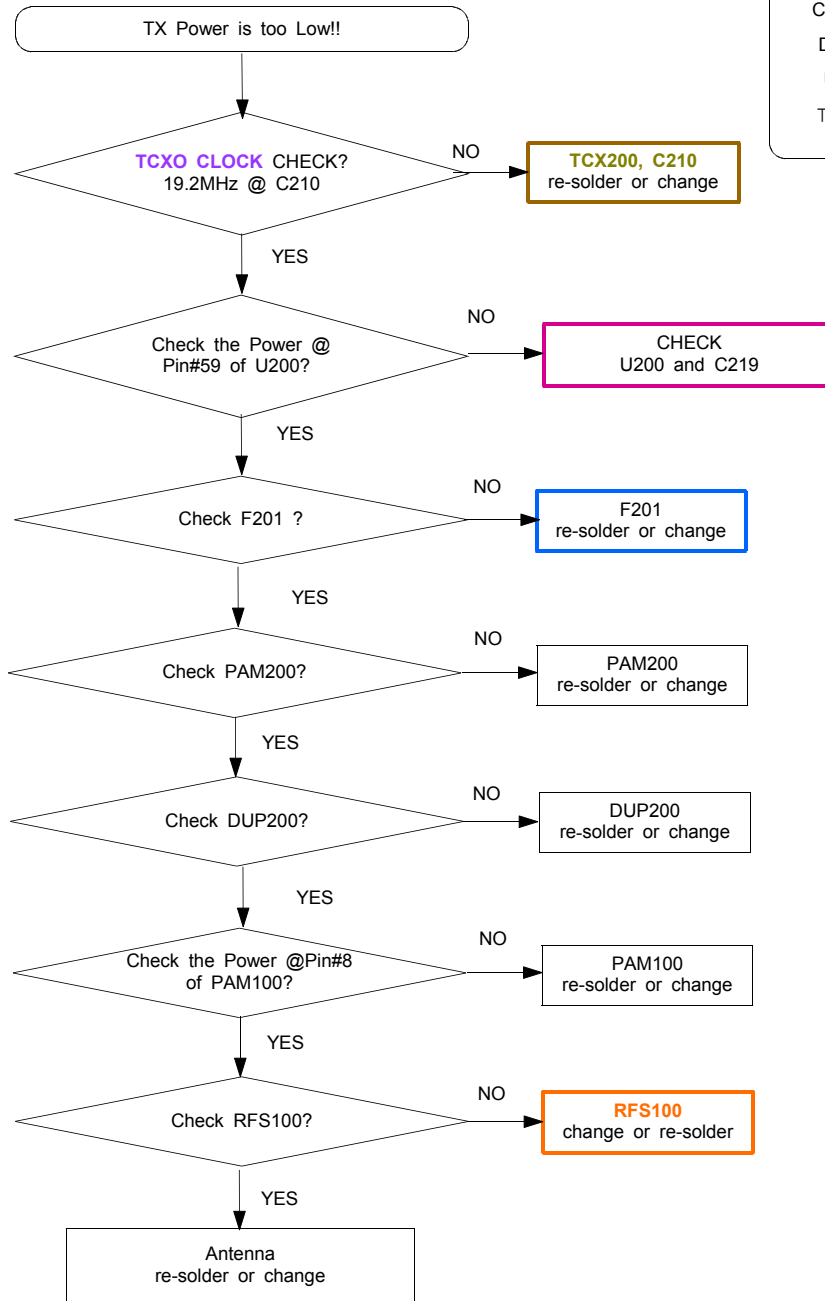 TX Power is too Low!!
C
D
T
TCXO CLOCK CHECK?
19.2MHz @ C210
NO
TCX200, C210
re-solder or change
YES
Check the Power @
Pin#59 of U200?
NO
CHECK
U200 and C219
YES
Check F201 ?
NO
F201
re-solder or change
YES
Check PAM200?
NO
PAM200
re-solder or change
YES
Check DUP200?
NO
DUP200
re-solder or change
YES
Check the Power @Pin#8
of PAM100?
NO
PAM100
re-solder or change
YES
Check RFS100?
NO
RFS100
change or re-solder
YES
Antenna
re-solder or change